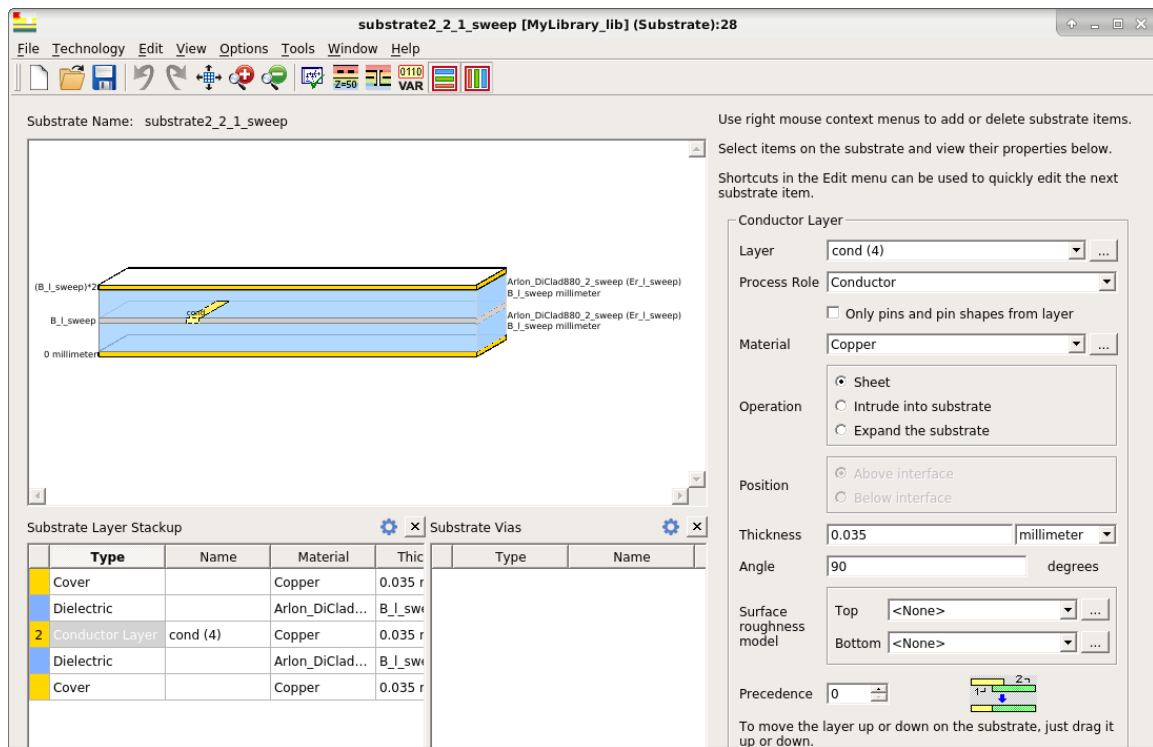 substrate2_2_1_sweep [MyLibrary_lib] (Substrate):28
File Technology Edit View Options Tools Window Help
Z=50
0110
VAR
Substrate Name: substrate2_2_1_sweep
(B_l_sweep)*2
B_l_sweep
0 millimeter
cond
Arlon_DiClad880_2_sweep (Er_l_sweep)
B_l_sweep millimeter
Arlon_DiClad880_2_sweep (Er_l_sweep)
B_l_sweep millimeter
Substrate Layer Stackup
Type Name Material Thic
Cover Copper 0.035 r
Dielectric Arlon_DiClad... B_l_swe
2 Conductor Layer cond (4) Copper 0.035 r
Dielectric Arlon_DiClad... B_l_swe
Cover Copper 0.035 r
Substrate Vias
Type Name
Use right mouse context menus to add or delete substrate items.
Select items on the substrate and view their properties below.
Shortcuts in the Edit menu can be used to quickly edit the next
substrate item.
Conductor Layer
Layer cond (4) ...
Process Role Conductor
Only pins and pin shapes from layer
Material Copper ...
Operation
Sheet
Intrude into substrate
Expand the substrate
Position
Above interface
Below interface
Thickness 0.035 millimeter
Angle 90 degrees
Surface
roughness
model
Top <None> ...
Bottom <None> ...
Precedence 0
1 2
To move the layer up or down on the substrate, just drag it
up or down.